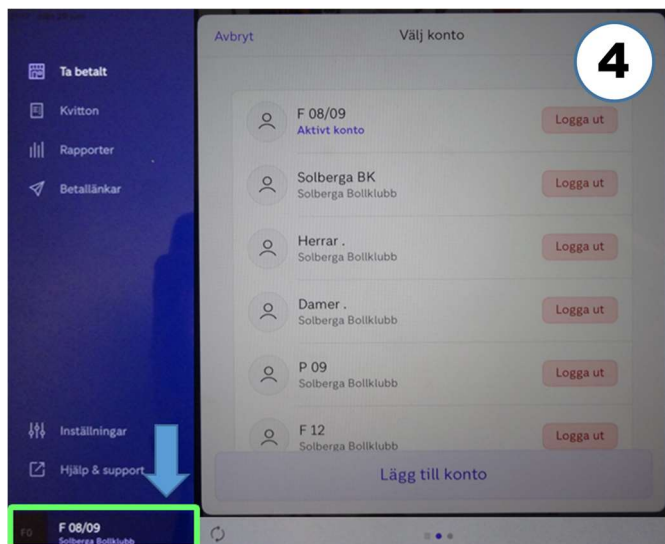 Ta betalt
Kvitton
Rapporter
Betallänkar
Inställningar
Hjälp & support
F0
F 08/09
Solberga Bollklubb
Avbryt
Välj konto
4
F 08/09
Aktivt konto
Logga ut
Solberga BK
Solberga Bollklubb
Logga ut
Herrar .
Solberga Bollklubb
Logga ut
Damer .
Solberga Bollklubb
Logga ut
P 09
Solberga Bollklubb
Logga ut
F 12
Solberga Bollklubb
Logga ut
Lägg till konto